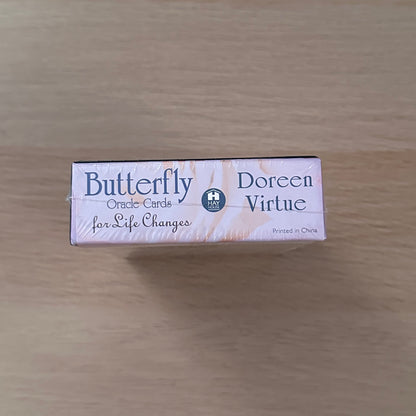 Butterfly
Oracle Cards
for Life Changes
HAY
HOUSE
Doreen
Virtue
Printed in China